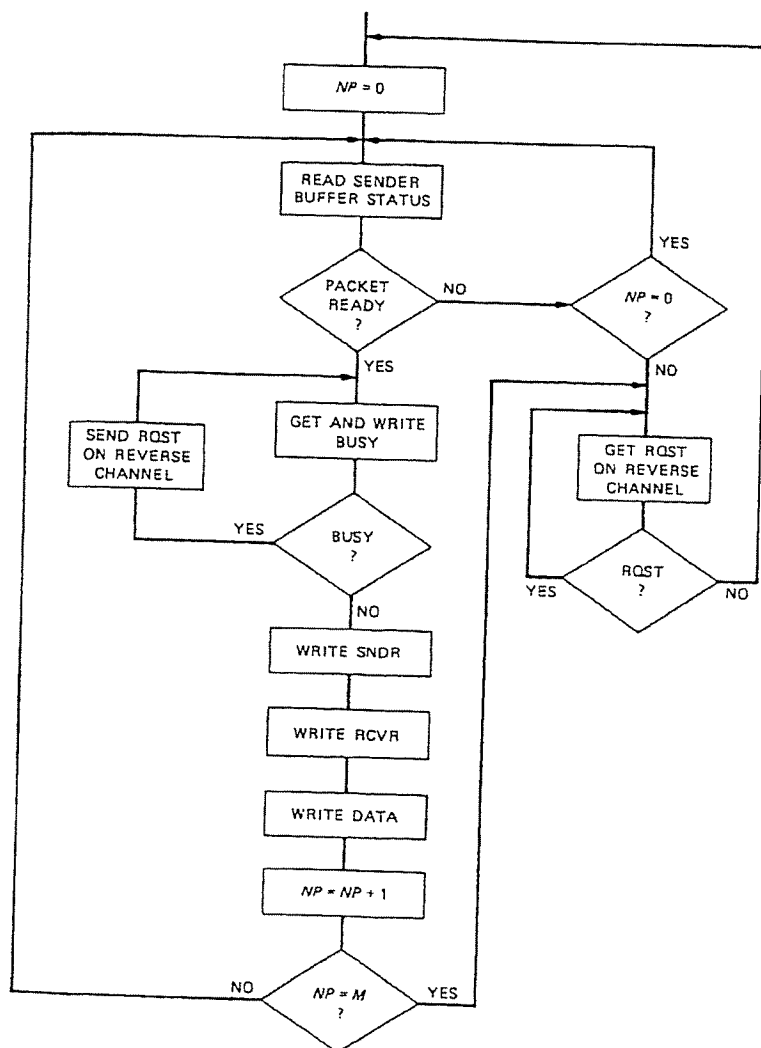 NP = 0
READ SENDER
BUFFER STATUS
YES
PACKET
READY
?
NO
NP = 0
?
YES
NO
GET AND WRITE
BUSY
SEND RQST
ON REVERSE
CHANNEL
GET RQST
ON REVERSE
CHANNEL
YES
BUSY
?
RQST
?
YES
NO
NO
WRITE SNDR
WRITE RCVR
WRITE DATA
NP = NP + 1
NO
NP = M
?
YES